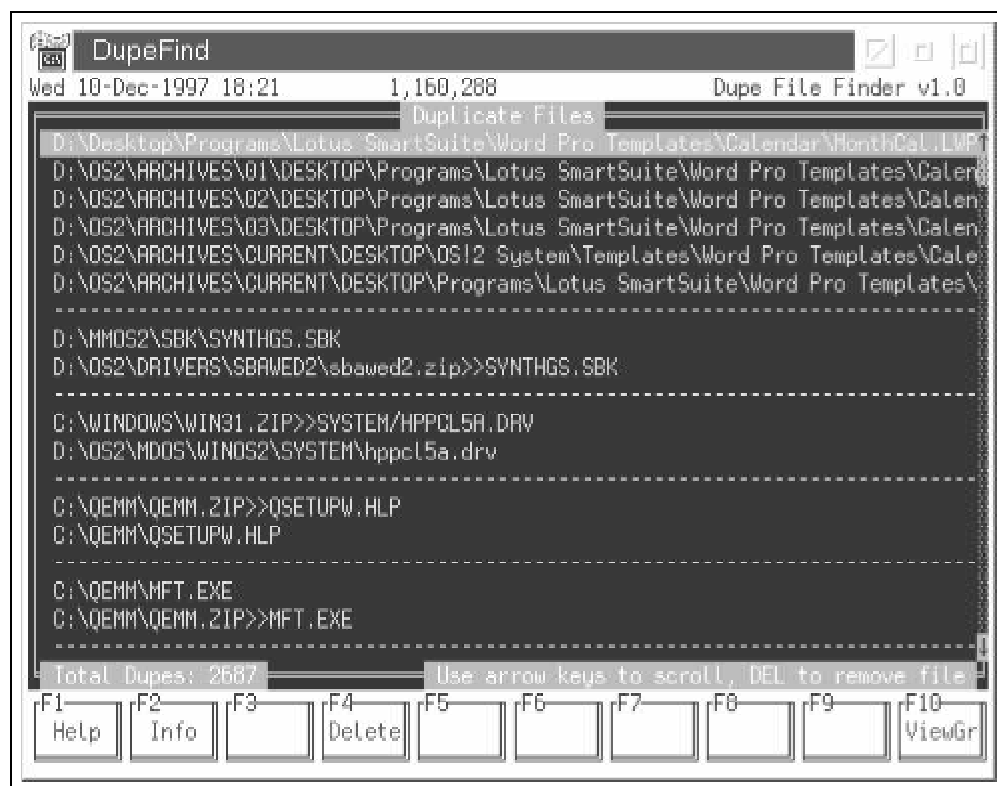 DupeFind
Wed 10-Dec-1997 18:21 1,160,288 Dupe File Finder v1.0
Duplicate Files
D:\Desktop\Programs\Lotus SmartSuite\Word Pro Templates\Calendar\MonthCal.LWP
D:\OS2\ARCHIVES\01\DESKTOP\Programs\Lotus SmartSuite\Word Pro Templates\Calen
D:\OS2\ARCHIVES\02\DESKTOP\Programs\Lotus SmartSuite\Word Pro Templates\Calen
D:\OS2\ARCHIVES\03\DESKTOP\Programs\Lotus SmartSuite\Word Pro Templates\Calen
D:\OS2\ARCHIVES\CURRENT\DESKTOP\OS!2 System\Templates\Word Pro Templates\Cale
D:\OS2\ARCHIVES\CURRENT\DESKTOP\Programs\Lotus SmartSuite\Word Pro Templates\
D:\MMOS2\SBK\SYNTHGS.SBK
D:\OS2\DRIVERS\SBAWED2\sbawed2.zip>>SYNTHGS.SBK
C:\WINDOWS\WIN31.ZIP>>SYSTEM/HPPCL5A.DRV
D:\OS2\MDOS\WINOS2\SYSTEM\hppcl5a.drv
C:\QEMM\QEMM.ZIP>>QSETUPW.HLP
C:\QEMM\QSETUPW.HLP
C:\QEMM\MFT.EXE
C:\QEMM\QEMM.ZIP>>MFT.EXE
Total Dupes: 2687 Use arrow keys to scroll, DEL to remove file
F1 F2 F3 F4 F5 F6 F7 F8 F9 F10
Help Info Delete ViewGr